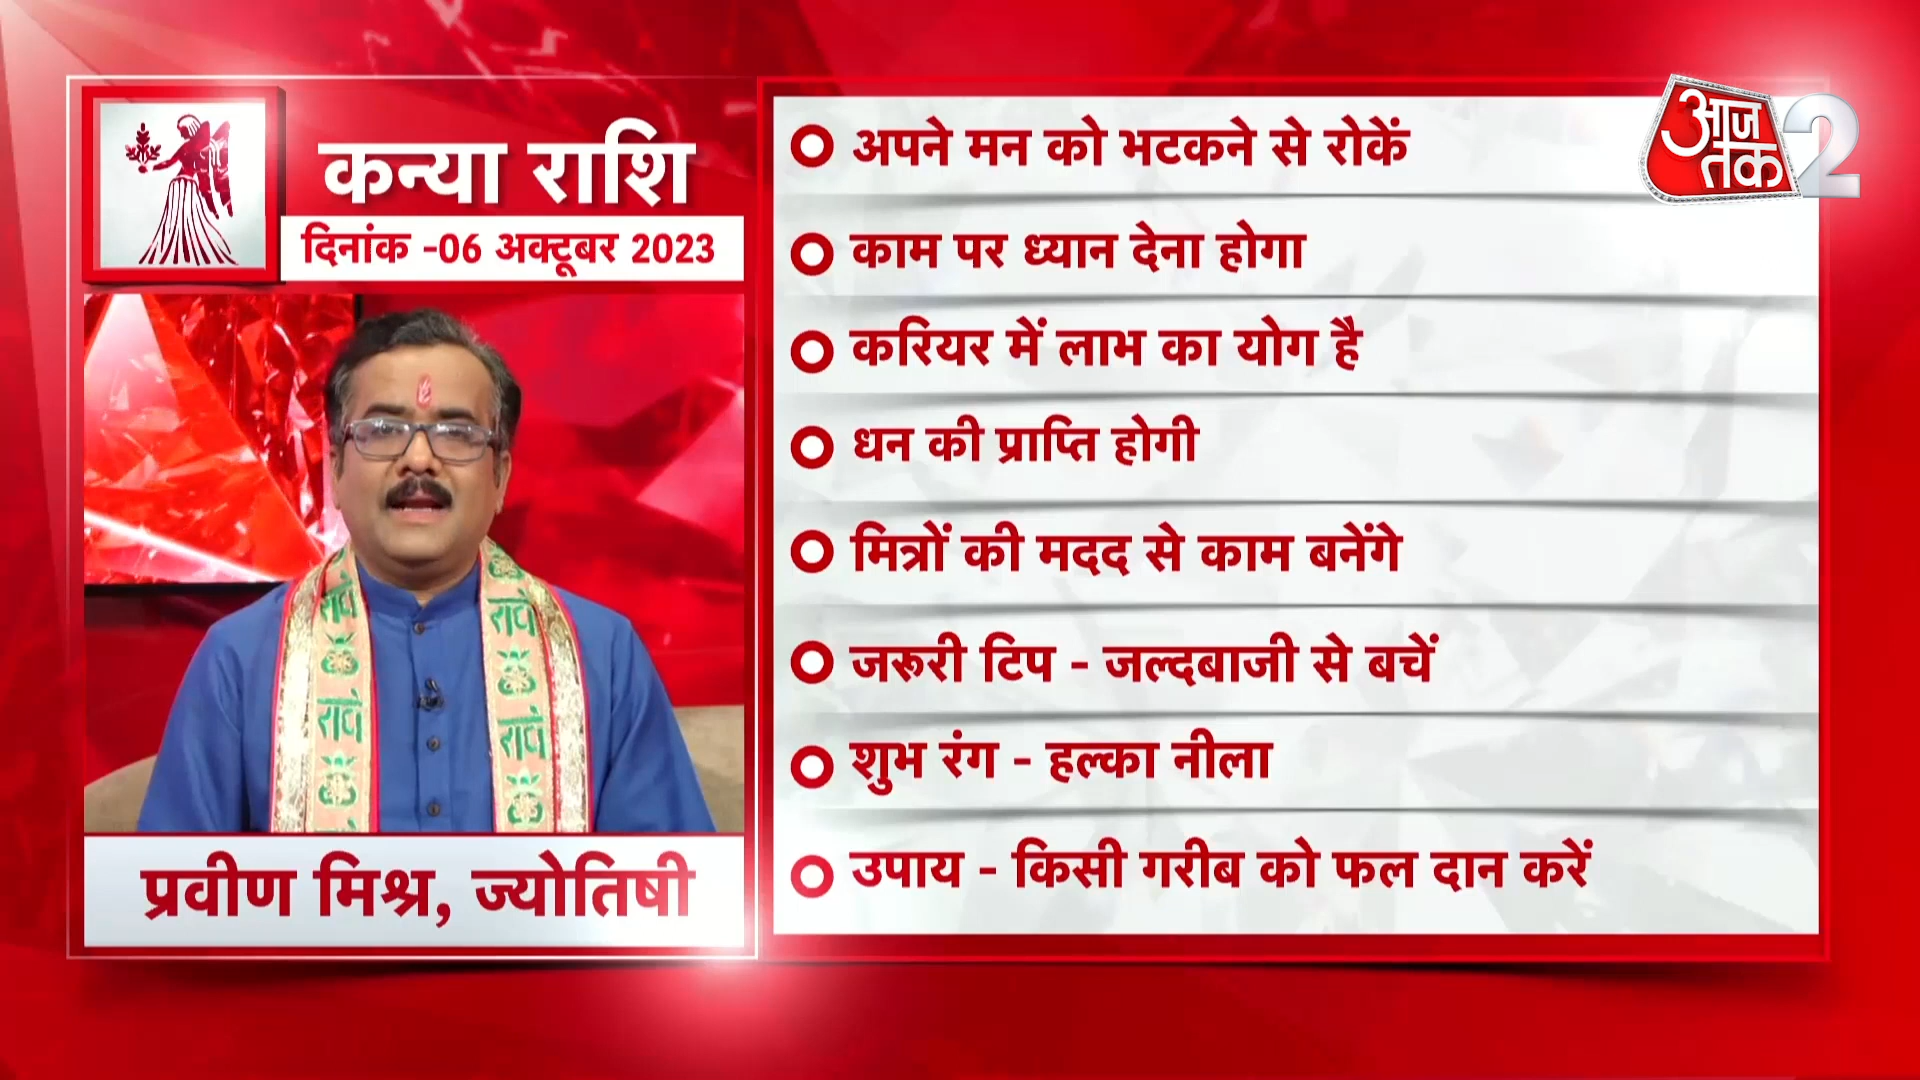 कन्या राशि
दिनांक -06 अक्टूबर 2023
राधे
राधे
राधे
राधे
प्रवीण मिश्र, ज्योतिषी
अपने मन को भटकने से रोकें
काम पर ध्यान देना होगा
करियर में लाभ का योग है
धन की प्राप्ति होगी
मित्रों की मदद से काम बनेंगे
जरूरी टिप - जल्दबाजी से बचें
शुभ रंग - हल्का नीला
उपाय - किसी गरीब को फल दान करें
आज
तक 2